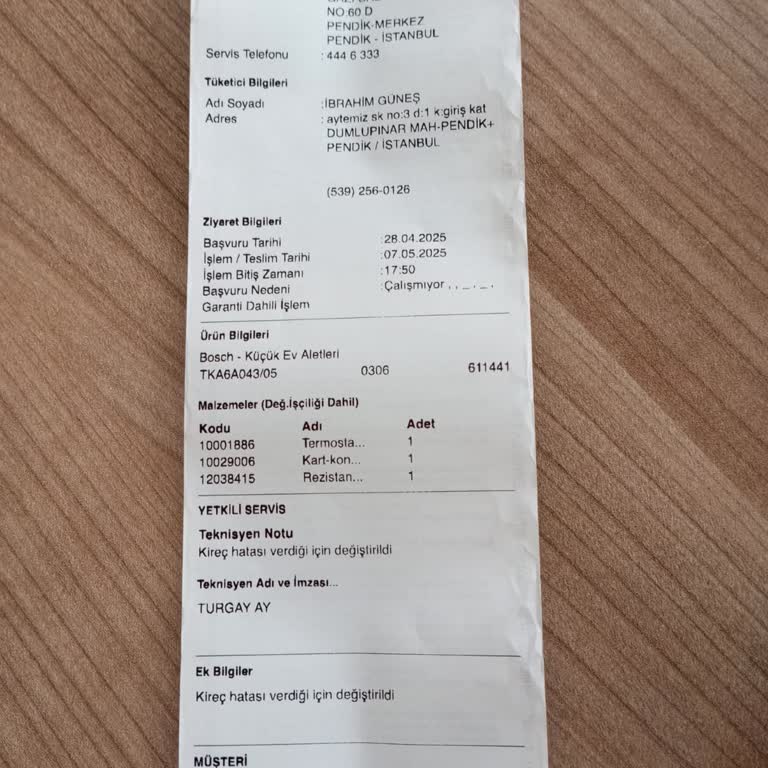 NO:60 D
PENDİK-MERKEZ
PENDİK - İSTANBUL
Servis Telefonu : 444 6 333
Tüketici Bilgileri
Adı Soyadı :İBRAHİM GÜNEŞ
Adres : aytemiz sk no:3 d:1 k:giriş kat
DUMLUPINAR MAH-PENDİK+
PENDİK / İSTANBUL
(539) 256-0126
Ziyaret Bilgileri
Başvuru Tarihi :28.04.2025
İşlem / Teslim Tarihi :07.05.2025
İşlem Bitiş Zamanı :17:50
Başvuru Nedeni :Çalışmıyor , , _ . _ .
Garanti Dahili İşlem
Ürün Bilgileri
Bosch - Küçük Ev Aletleri
TKA6A043/05 0306 611441
Malzemeler (Değ.İşçiliği Dahil)
Kodu Adı Adet
10001886 Termosta... 1
10029006 Kart-kon... 1
12038415 Rezistan... 1
YETKİLİ SERVİS
Teknisyen Notu
Kireç hatası verdiği için değiştirildi
Teknisyen Adı ve İmzası...
TURGAY AY
Ek Bilgiler
Kireç hatası verdiği için değiştirildi
MÜŞTERİ